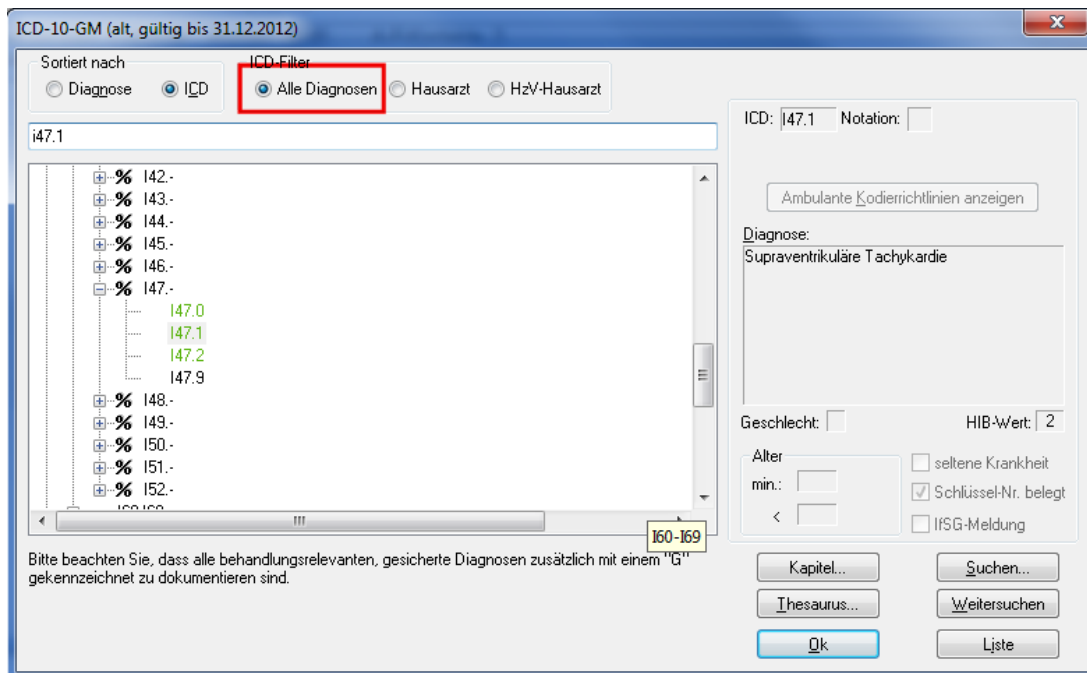 ICD-10-GM (alt, gültig bis 31.12.2012)
Sortiert nach
Diagnose ICD
ICD-Filter
Alle Diagnosen Hausarzt HzV-Hausarzt
i47.1
% I42.-
% I43.-
% I44.-
% I45.-
% I46.-
% I47.-
I47.0
I47.1
I47.2
I47.9
% I48.-
% I49.-
% I50.-
% I51.-
% I52.-
I60-I69
I60-I69
Bitte beachten Sie, dass alle behandlungsrelevanten, gesicherte Diagnosen zusätzlich mit einem "G"
gekennzeichnet zu dokumentieren sind.
ICD: I47.1 Notation:
Ambulante Kodierrichtlinien anzeigen
Diagnose:
Supraventrikuläre Tachykardie
Geschlecht: HIB-Wert: 2
Alter
min.:
<
seltene Krankheit
Schlüssel-Nr. belegt
IfSG-Meldung
Kapitel... Suchen...
Thesaurus... Weitersuchen
Ok Liste